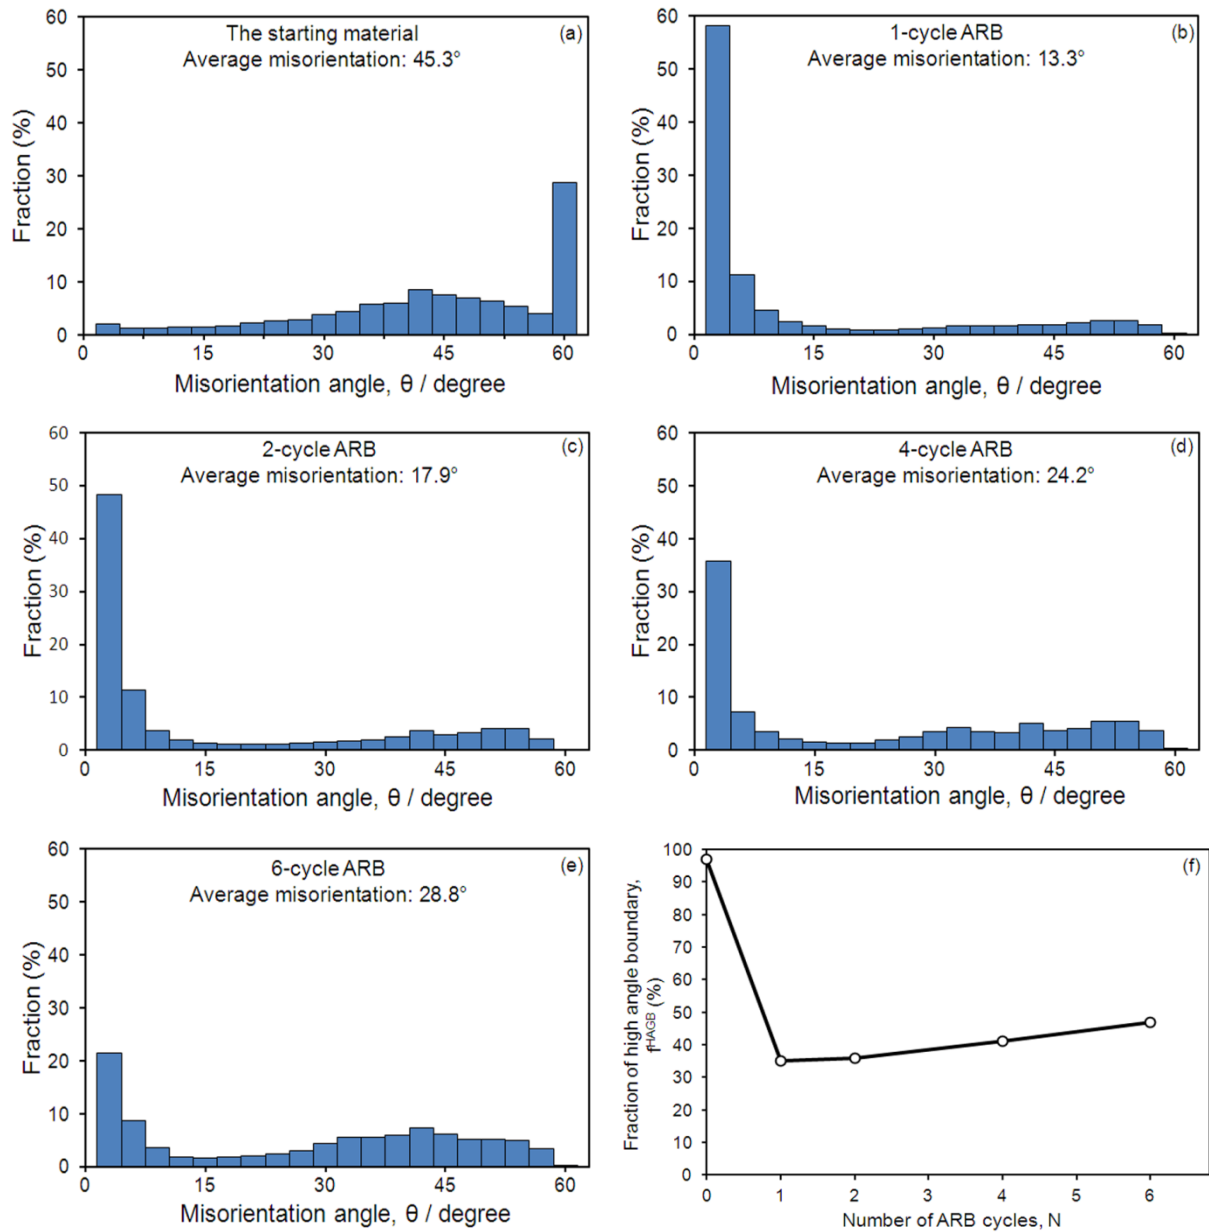 The starting material
(a)
Average misorientation: 45.3°
Fraction (%)
60
50
40
30
20
10
0
0 15 30 45 60
Misorientation angle, θ / degree
1-cycle ARB
(b)
Average misorientation: 13.3°
Fraction (%)
60
50
40
30
20
10
0
0 15 30 45 60
Misorientation angle, θ / degree
2-cycle ARB
(c)
Average misorientation: 17.9°
Fraction (%)
60
50
40
30
20
10
0
0 15 30 45 60
Misorientation angle, θ / degree
4-cycle ARB
(d)
Average misorientation: 24.2°
Fraction (%)
60
50
40
30
20
10
0
0 15 30 45 60
Misorientation angle, θ / degree
6-cycle ARB
(e)
Average misorientation: 28.8°
Fraction (%)
60
50
40
30
20
10
0
0 15 30 45 60
Misorientation angle, θ / degree
(f)
Fraction of high angle boundary,
fHAGB (%)
100
90
80
70
60
50
40
30
20
10
0
0 1 2 3 4 5 6
Number of ARB cycles, N